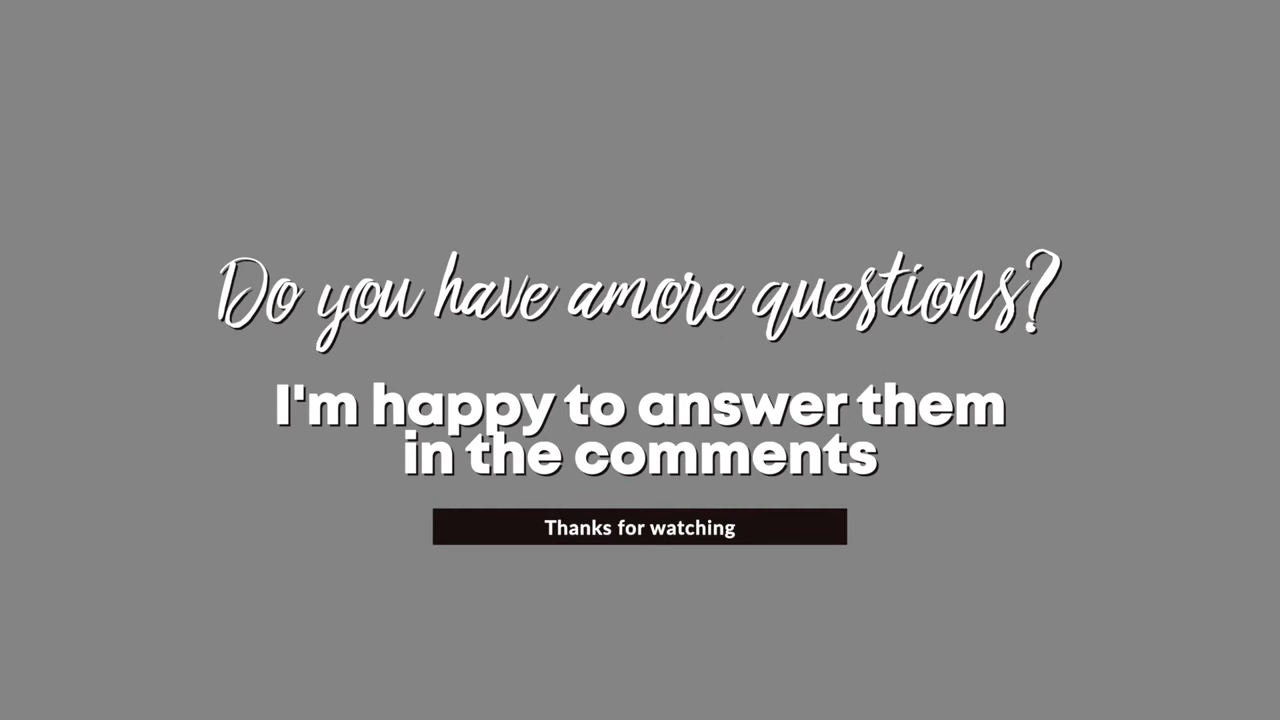 Do you have amore questions?
I'm happy to answer them
in the comments
Thanks for watching